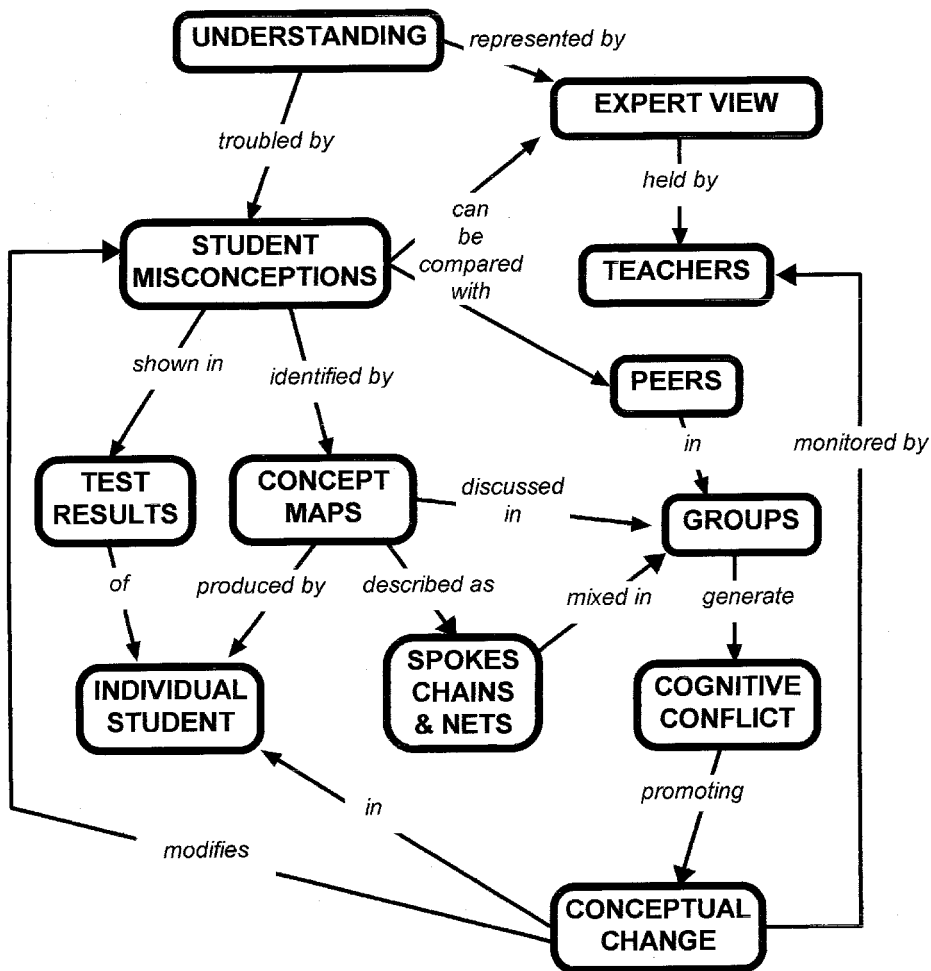 UNDERSTANDING
represented by
EXPERT VIEW
troubled by
held by
can
be
compared
with
STUDENT
MISCONCEPTIONS
TEACHERS
shown in
identified by
PEERS
in
monitored by
TEST
RESULTS
CONCEPT
MAPS
discussed
in
GROUPS
of
produced by
described as
mixed in
generate
INDIVIDUAL
STUDENT
SPOKES
CHAINS
& NETS
COGNITIVE
CONFLICT
promoting
in
modifies
CONCEPTUAL
CHANGE